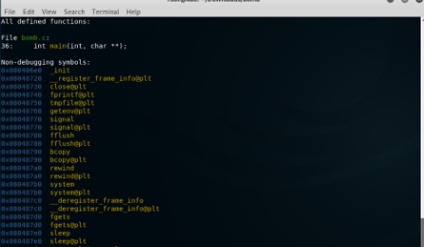 File Edit View Search Terminal Help
All defined functions:
File bomb.c:
36: int main(int, char **);
Non-debugging symbols:
0x080486e0 _init
0x08048720 __register_frame_info@plt
0x08048730 close@plt
0x08048740 fprintf@plt
0x08048750 tmpfile@plt
0x08048760 getenv@plt
0x08048770 signal
0x08048770 signal@plt
0x08048780 fflush
0x08048780 fflush@plt
0x08048790 bcopy
0x08048790 bcopy@plt
0x080487a0 rewind
0x080487a0 rewind@plt
0x080487b0 system
0x080487b0 system@plt
0x080487c0 __deregister_frame_info
0x080487c0 __deregister_frame_info@plt
0x080487d0 fgets
0x080487d0 fgets@plt
0x080487e0 sleep
0x080487e0 sleep@plt